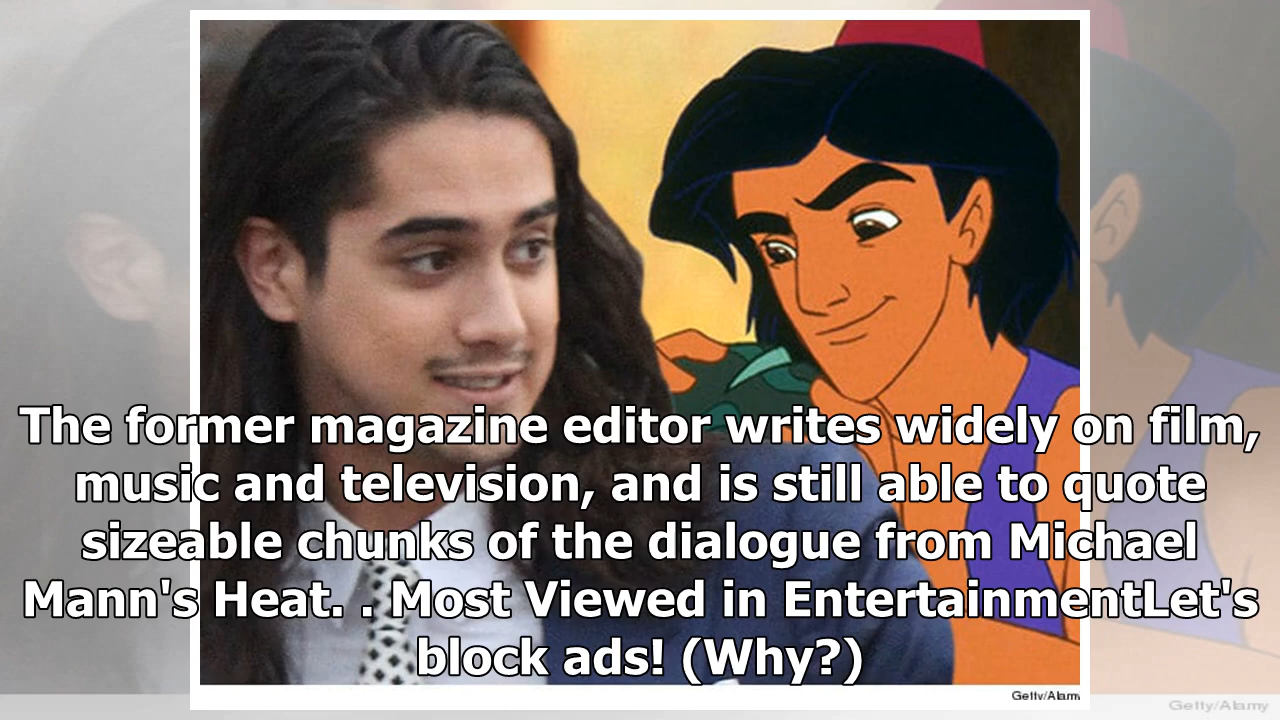 The former magazine editor writes widely on film,
music and television, and is still able to quote
sizeable chunks of the dialogue from Michael
Mann's Heat. . Most Viewed in EntertainmentLet's
block ads! (Why?)
Getty/Alamy
Getty/Alamy